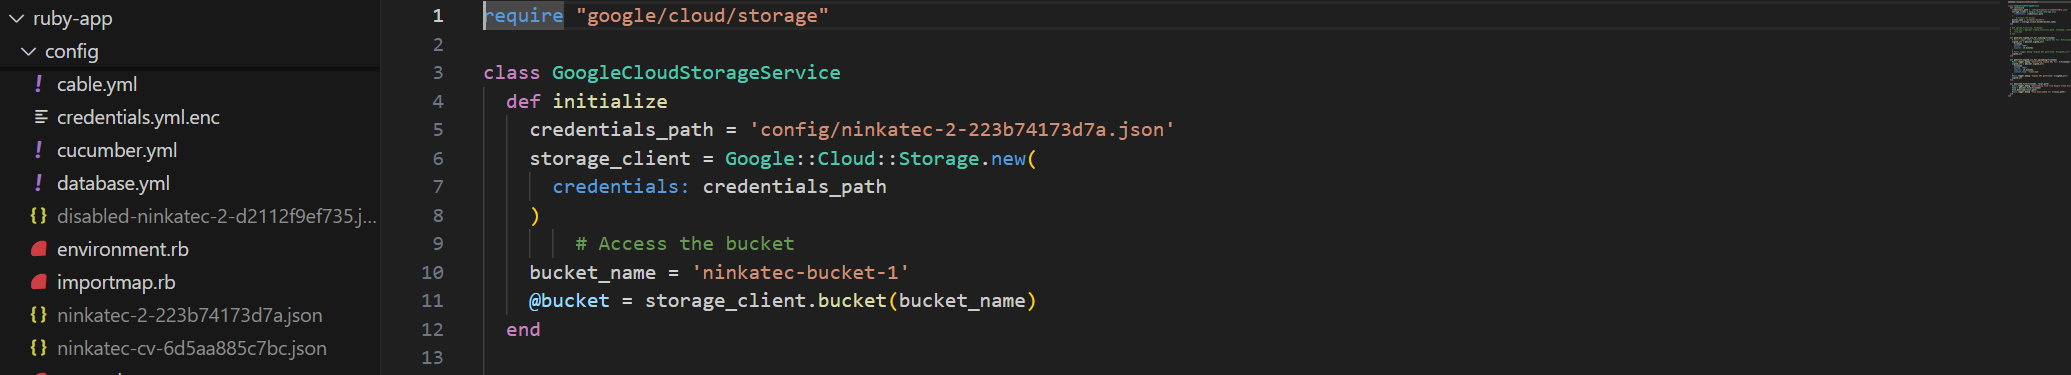 ruby-app
config
cable.yml
credentials.yml.enc
cucumber.yml
database.yml
disabled-ninkatec-2-d2112f9ef735.j...
environment.rb
importmap.rb
ninkatec-2-223b74173d7a.json
ninkatec-cv-6d5aa885c7bc.json
1 require "google/cloud/storage"
2
3 class GoogleCloudStorageService
4 def initialize
5 credentials_path = 'config/ninkatec-2-223b74173d7a.json'
6 storage_client = Google::Cloud::Storage.new(
7 credentials: credentials_path
8 )
9 # Access the bucket
10 bucket_name = 'ninkatec-bucket-1'
11 @bucket = storage_client.bucket(bucket_name)
12 end
13